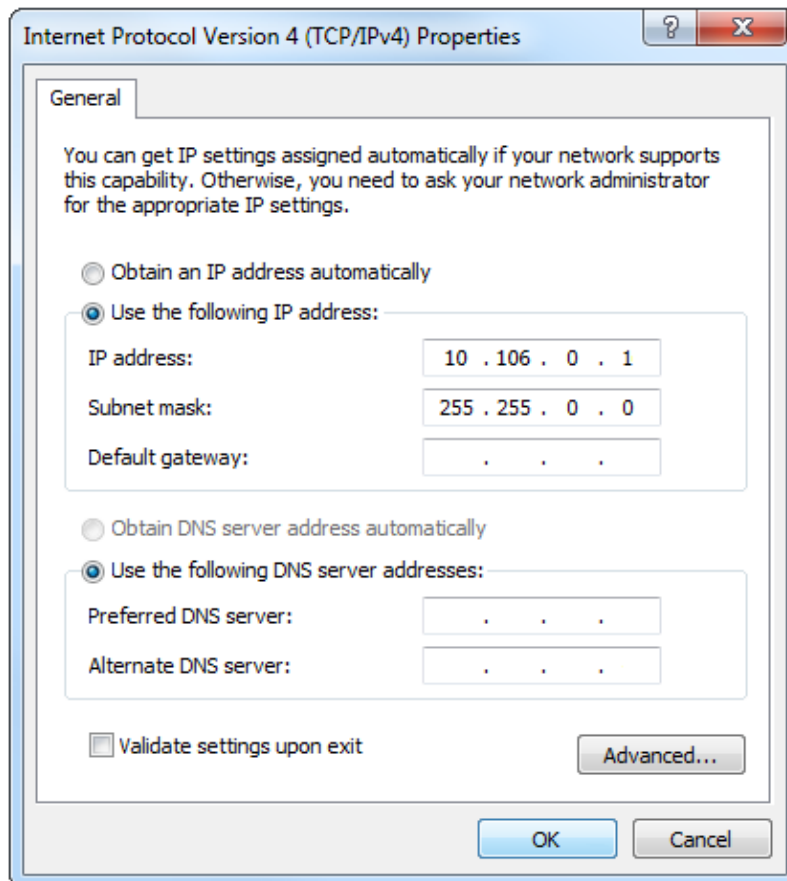 Internet Protocol Version 4 (TCP/IPv4) Properties
General
You can get IP settings assigned automatically if your network supports
this capability. Otherwise, you need to ask your network administrator
for the appropriate IP settings.
Obtain an IP address automatically
Use the following IP address:
IP address: 10 . 106 . 0 . 1
Subnet mask: 255 . 255 . 0 . 0
Default gateway: . . .
Obtain DNS server address automatically
Use the following DNS server addresses:
Preferred DNS server: . . .
Alternate DNS server: . . .
Validate settings upon exit
Advanced...
OK Cancel